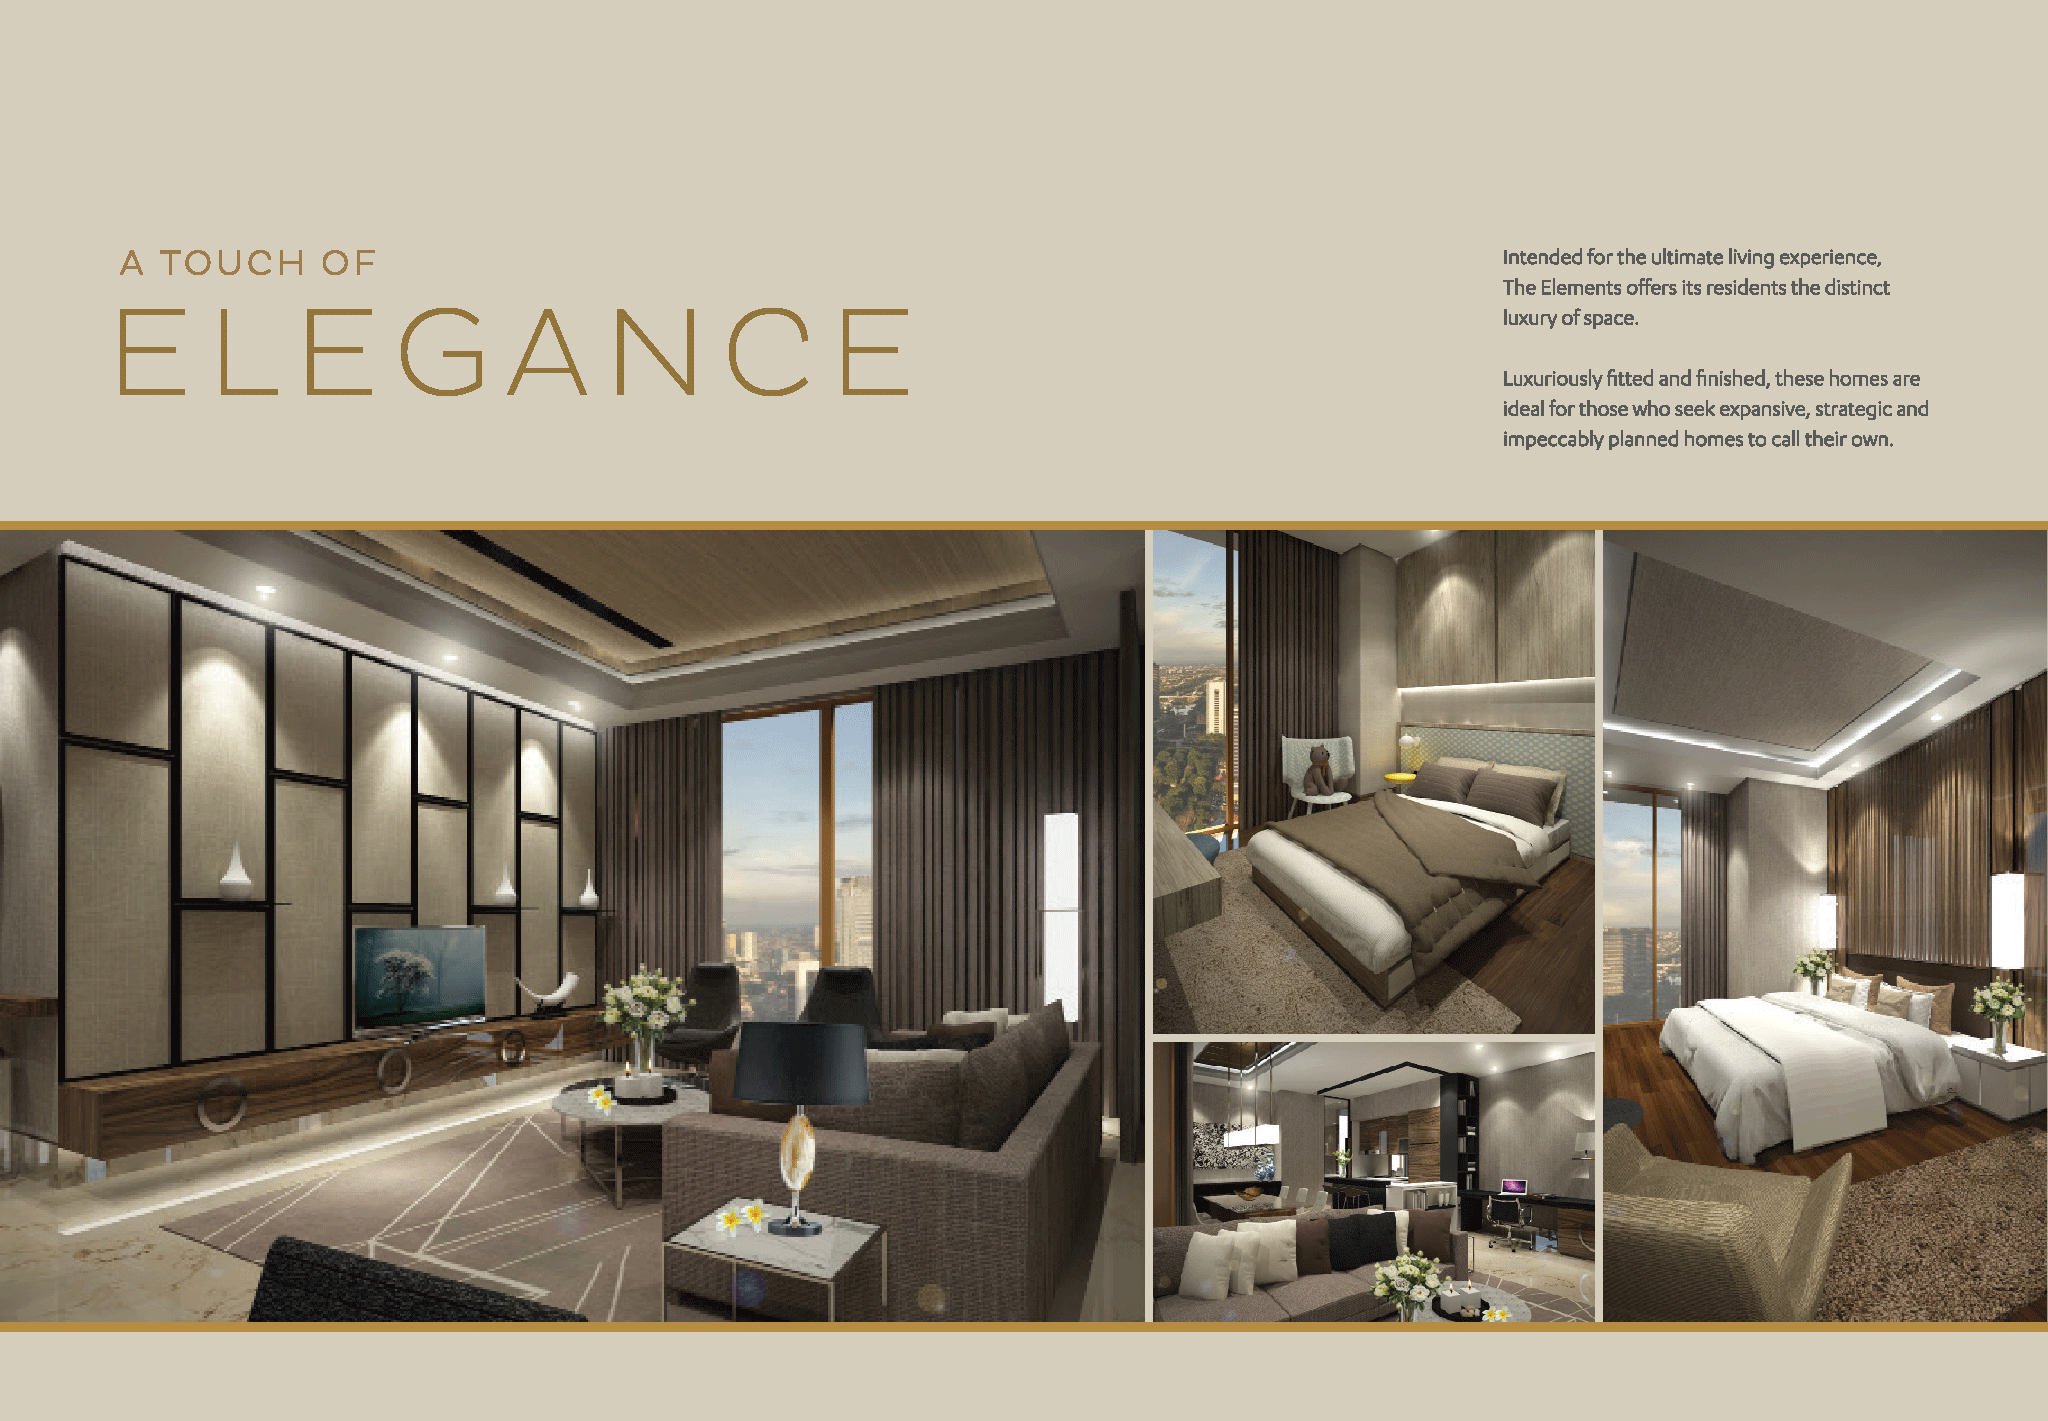 A TOUCH OF
ELEGANCE
Intended for the ultimate living experience,
The Elements offers its residents the distinct
luxury of space.
Luxuriously fitted and finished, these homes are
ideal for those who seek expansive, strategic and
impeccably planned homes to call their own.